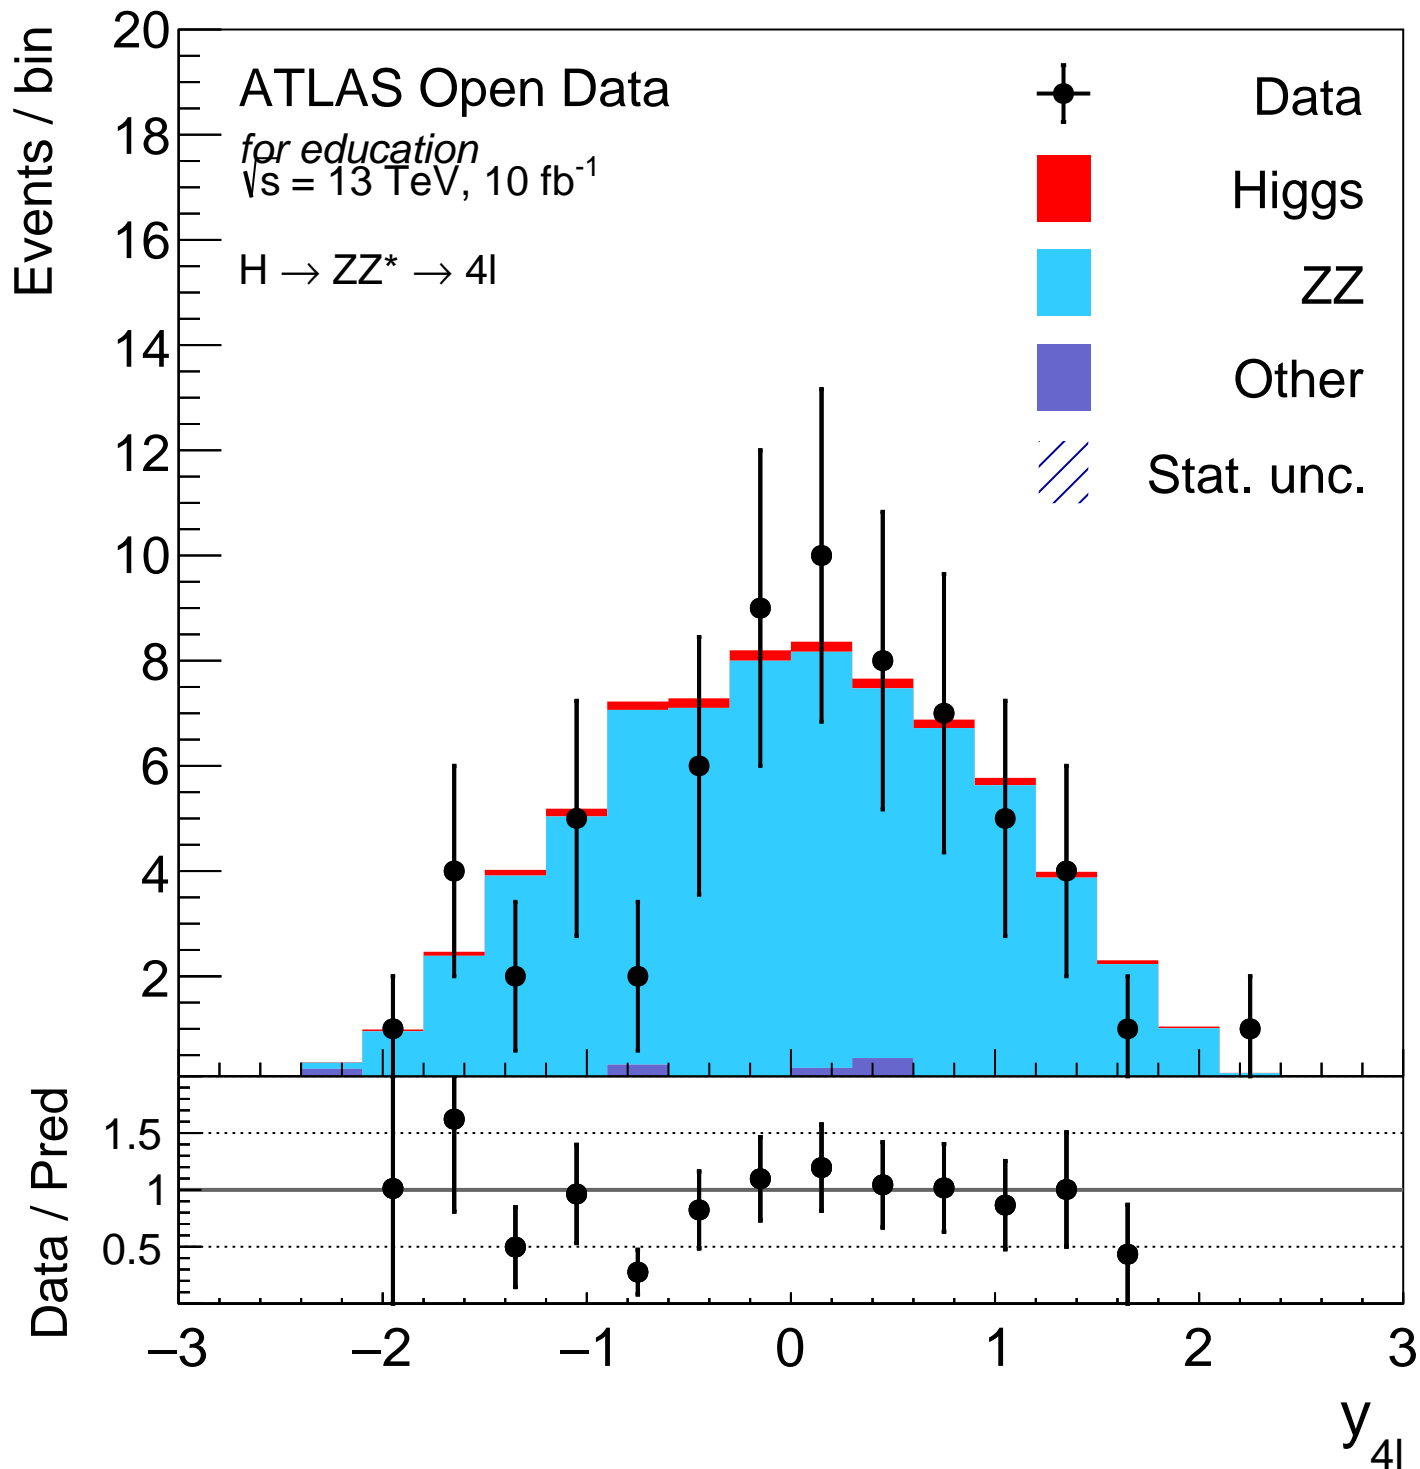 Events / bin
20
18
16
14
12
10
8
6
4
2
ATLAS Open Data
for education
√s = 13 TeV, 10 fb-1
H → ZZ* → 4l
Data
Higgs
ZZ
Other
Stat. unc.
Data / Pred
1.5
1
0.5
−3 −2 −1 0 1 2 3
y4l